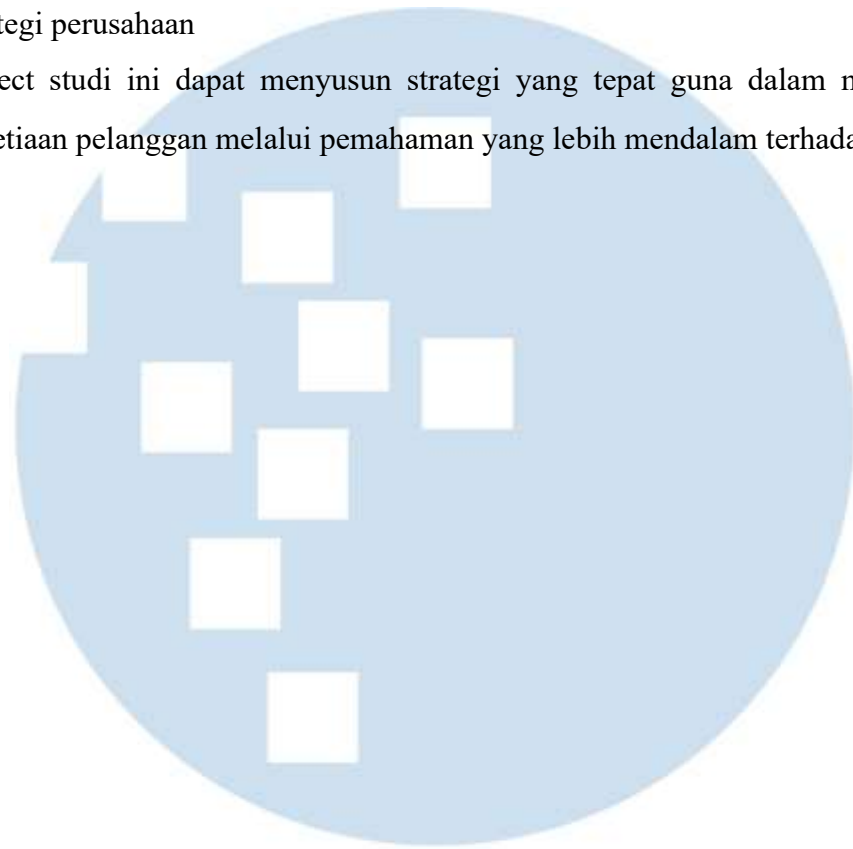 tegi perusahaan
ect studi ini dapat menyusun strategi yang tepat guna dalam
etiaan pelanggan melalui pemahaman yang lebih mendalam terhada